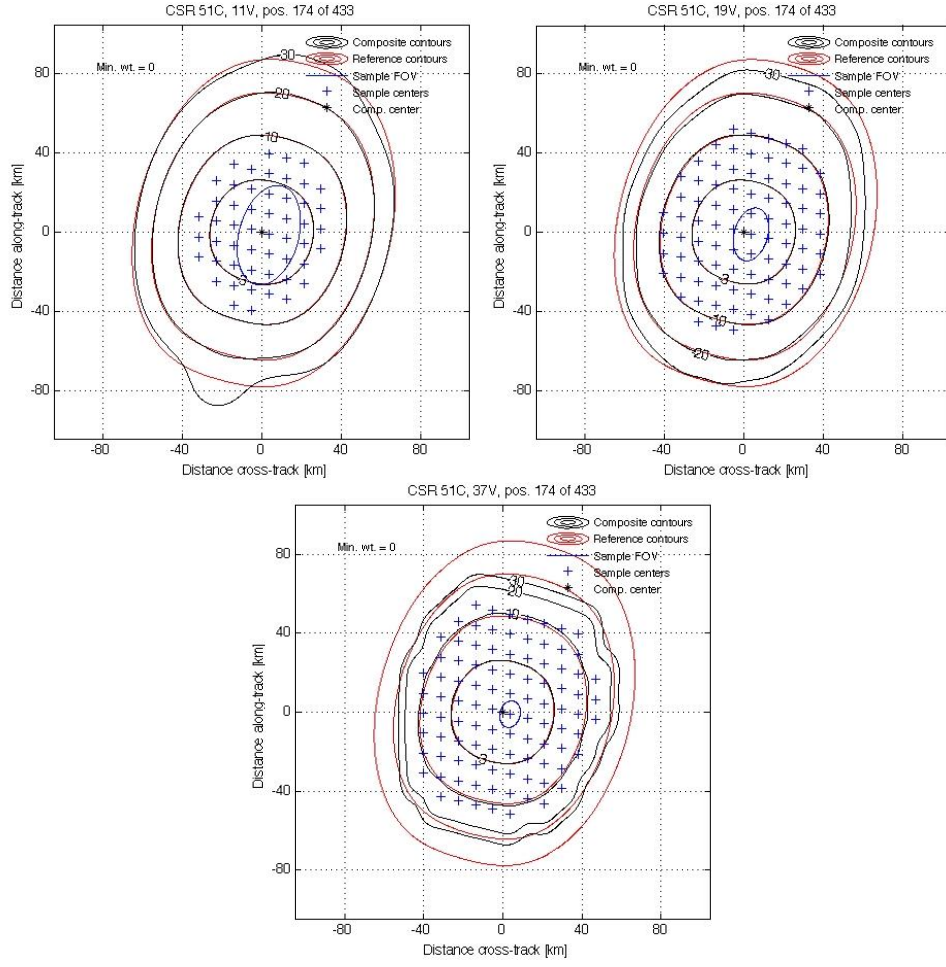 CSR 51C, 11V, pos. 174 of 433
Min. wt. = 0
Composite contours
Reference contours
Sample FOV
Sample centers
Comp. center
-30
-20
-10
-3
80
40
0
-40
-80
-80
-40
0
40
80
Distance along-track [km]
Distance cross-track [km]
CSR 51C, 19V, pos. 174 of 433
Min. wt. = 0
Composite contours
Reference contours
Sample FOV
Sample centers
Comp. center
-30
-3
-10
-20
80
40
0
-40
-80
-80
-40
0
40
80
Distance along-track [km]
Distance cross-track [km]
CSR 51C, 37V, pos. 174 of 433
Min. wt. = 0
Composite contours
Reference contours
Sample FOV
Sample centers
Comp. center
-30
-20
-10
-3
80
40
0
-40
-80
-80
-40
0
40
80
Distance along-track [km]
Distance cross-track [km]